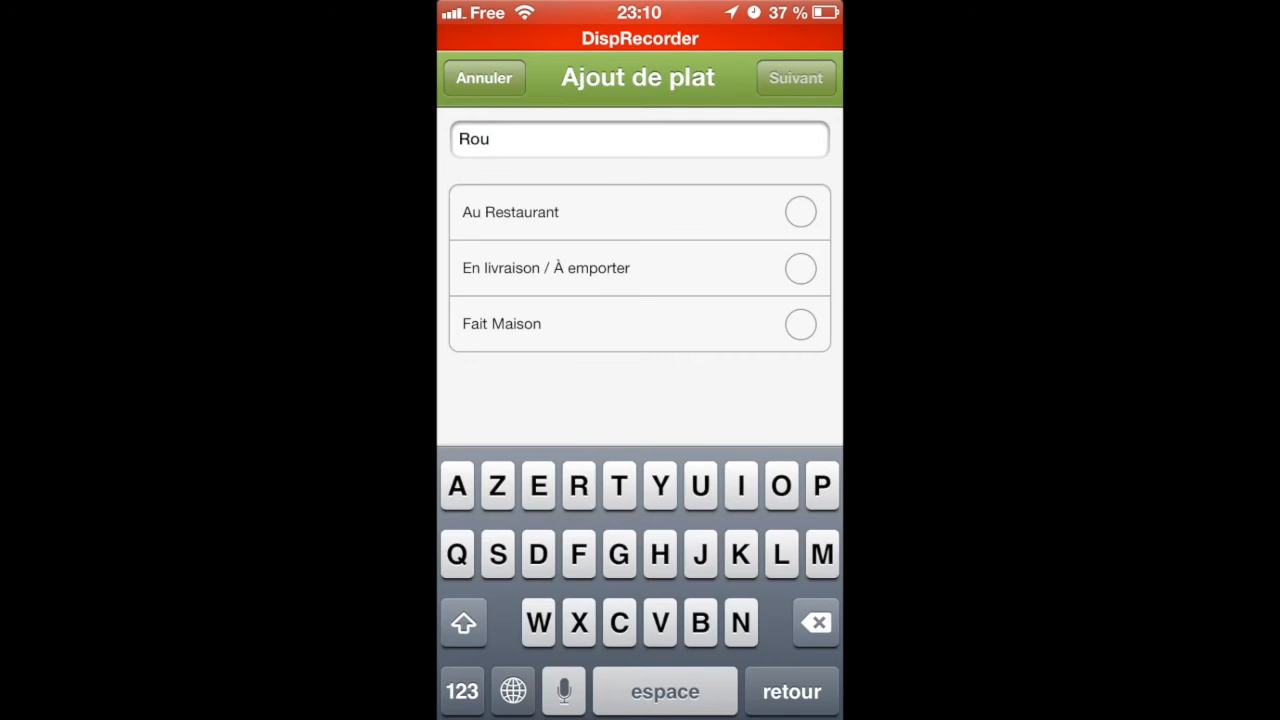 Free 23:10 37 %
DispRecorder
Annuler Ajout de plat Suivant
Rou
Au Restaurant
En livraison / À emporter
Fait Maison
A Z E R T Y U I O P
Q S D F G H J K L M
W X C V B N
123 espace retour